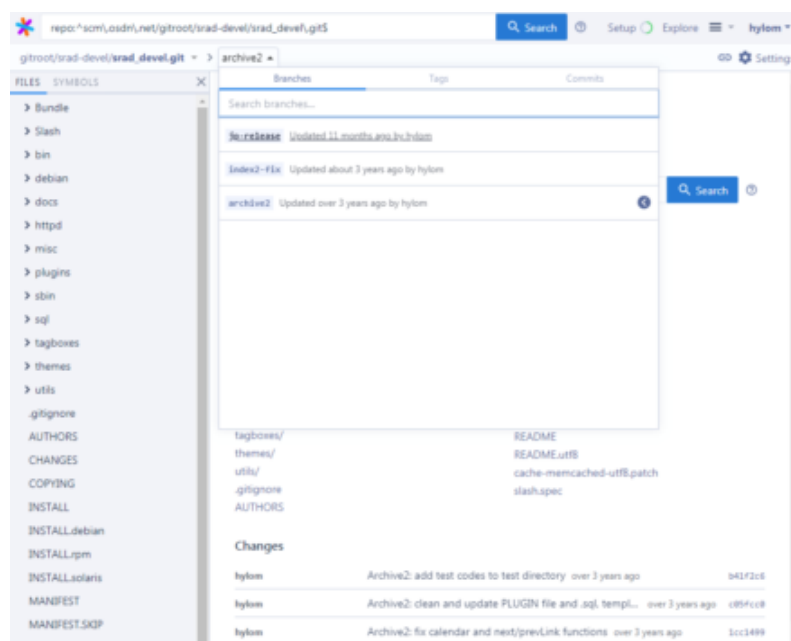 repo:^scm\.osdn\.net/gitroot/srad-devel/srad_devel\.git$
Search
Setup
Explore
hylom
gitroot/srad-devel/srad_devel.git
archive2
Setting
FILES SYMBOLS
Branches Tags Commits
Search branches...
Updated 11 months ago by hylom
index2-fix Updated about 3 years ago by hylom
archive2 Updated over 3 years ago by hylom
Search
Bundle
Slash
bin
debian
docs
httpd
misc
plugins
sbin
sql
tagboxes
themes
utils
.gitignore
AUTHORS
CHANGES
COPYING
INSTALL
INSTALL.debian
INSTALL.rpm
INSTALL.solaris
MANIFEST
MANIFEST.SKIP
tagboxes/
themes/
utils/
.gitignore
AUTHORS
README
README.utf8
cache-memcached-utf8.patch
slash.spec
Changes
hylom Archive2: add test codes to test directory over 3 years ago b41f2c6
hylom Archive2: clean and update PLUGIN file and .sql, templ... over 3 years ago c05fcc0
hylom Archive2: fix calendar and next/prevLink functions over 3 years ago 1cc1499